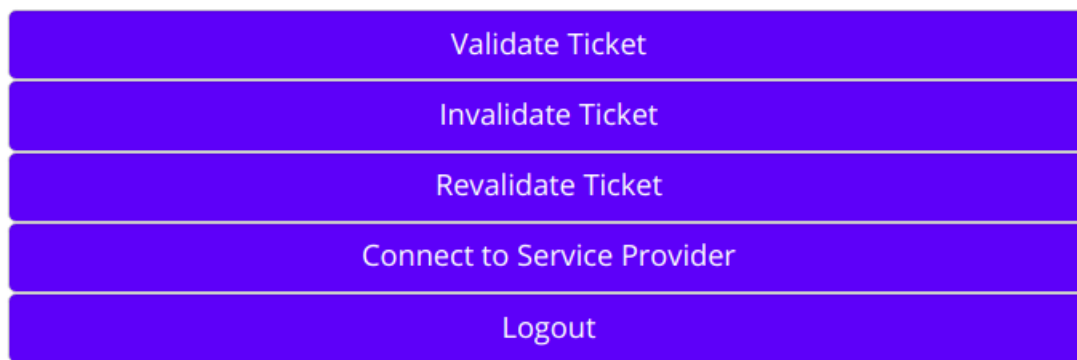 Validate Ticket
Invalidate Ticket
Revalidate Ticket
Connect to Service Provider
Logout